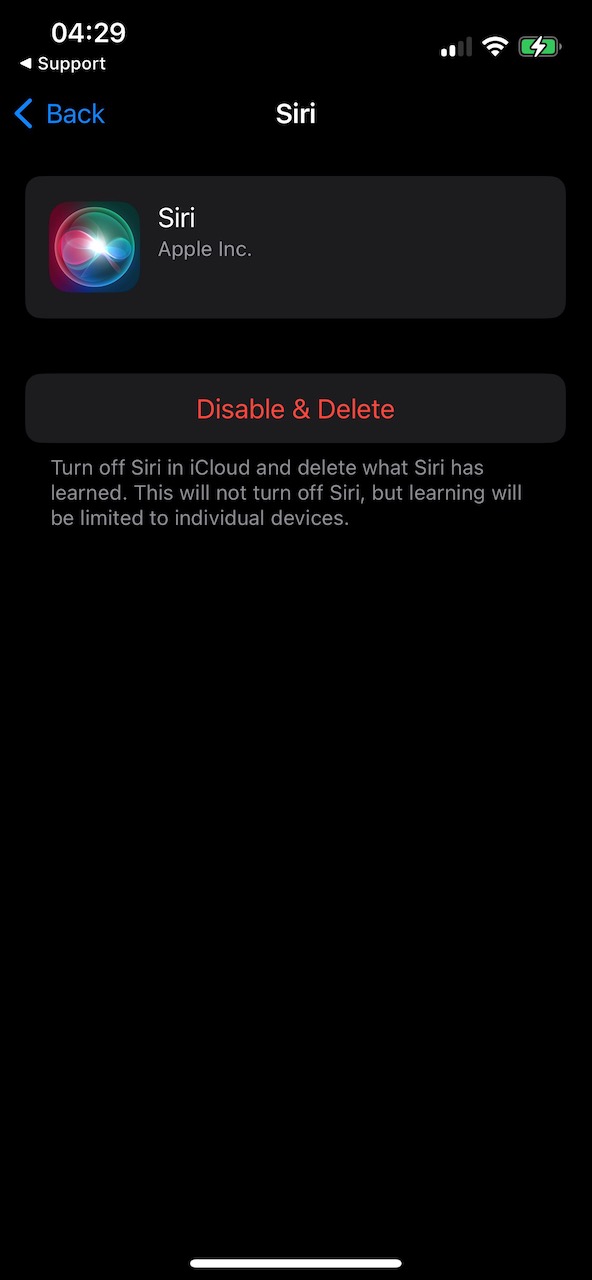 04:29
◀ Support
Back
Siri
Siri
Apple Inc.
Disable & Delete
Turn off Siri in iCloud and delete what Siri has
learned. This will not turn off Siri, but learning will
be limited to individual devices.